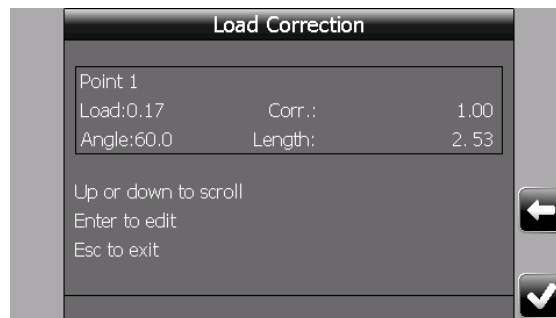 Load Correction
Point 1
Load:0.17 Corr.: 1.00
Angle:60.0 Length: 2. 53
Up or down to scroll
Enter to edit
Esc to exit